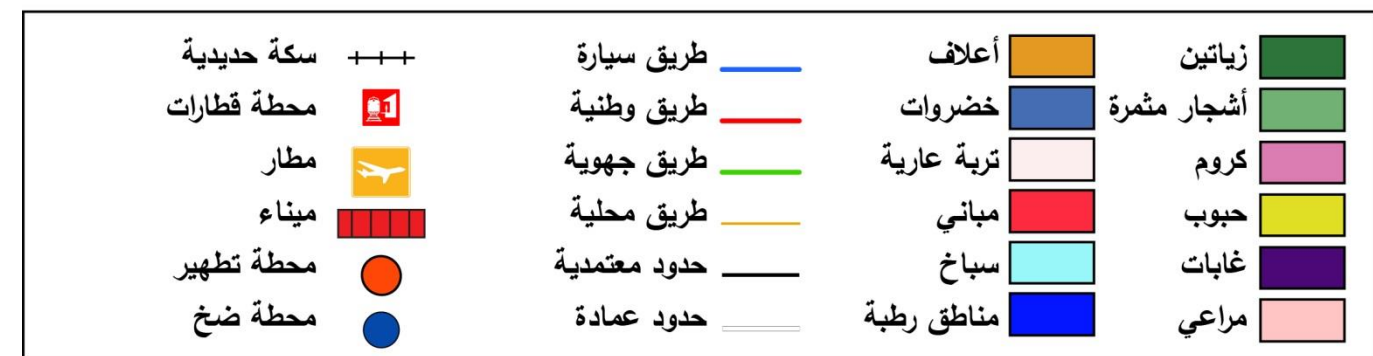 زياتين
أشجار مثمرة
كروم
حبوب
غابات
مراعي
أعلاف
خضروات
تربة عارية
مباني
سباخ
مناطق رطبة
طريق سيارة
طريق وطنية
طريق جهوية
طريق محلية
حدود معتمدية
حدود عمادة
سكة حديدية
محطة قطارات
مطار
ميناء
محطة تطهير
محطة ضخ